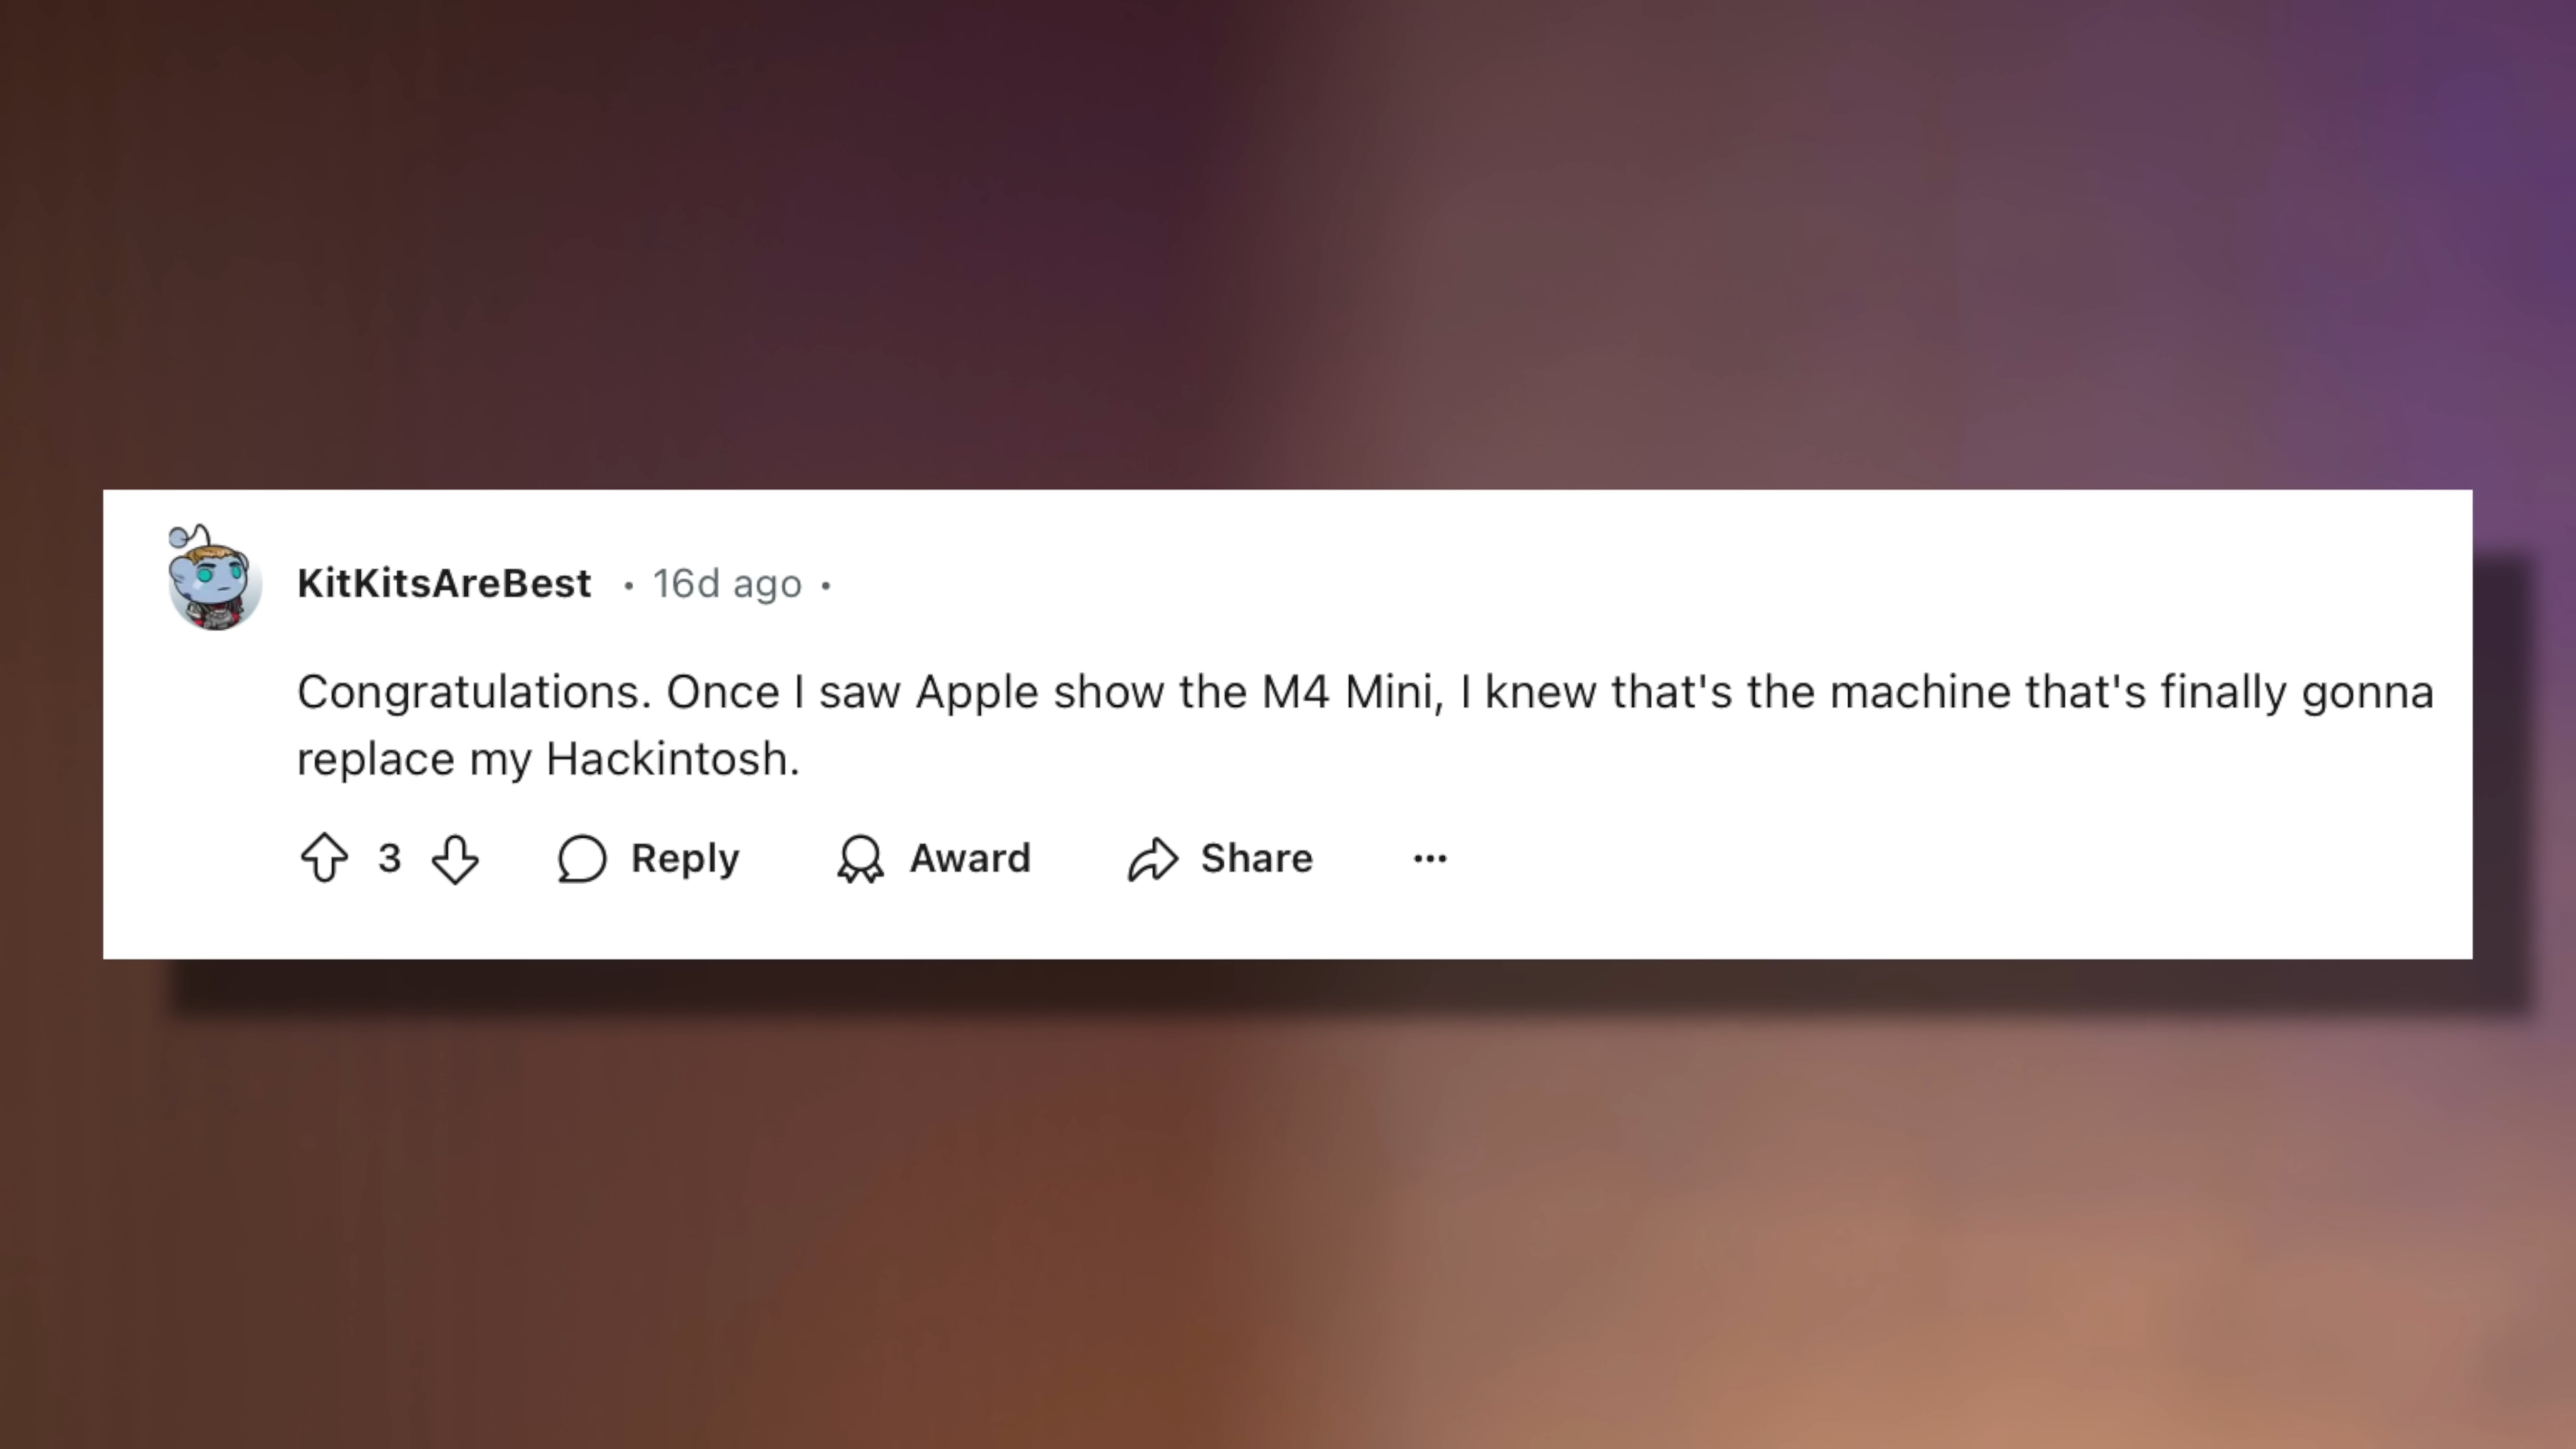 KitKitsAreBest • 16d ago •
Congratulations. Once I saw Apple show the M4 Mini, I knew that's the machine that's finally gonna
replace my Hackintosh.
3 Reply Award Share ...